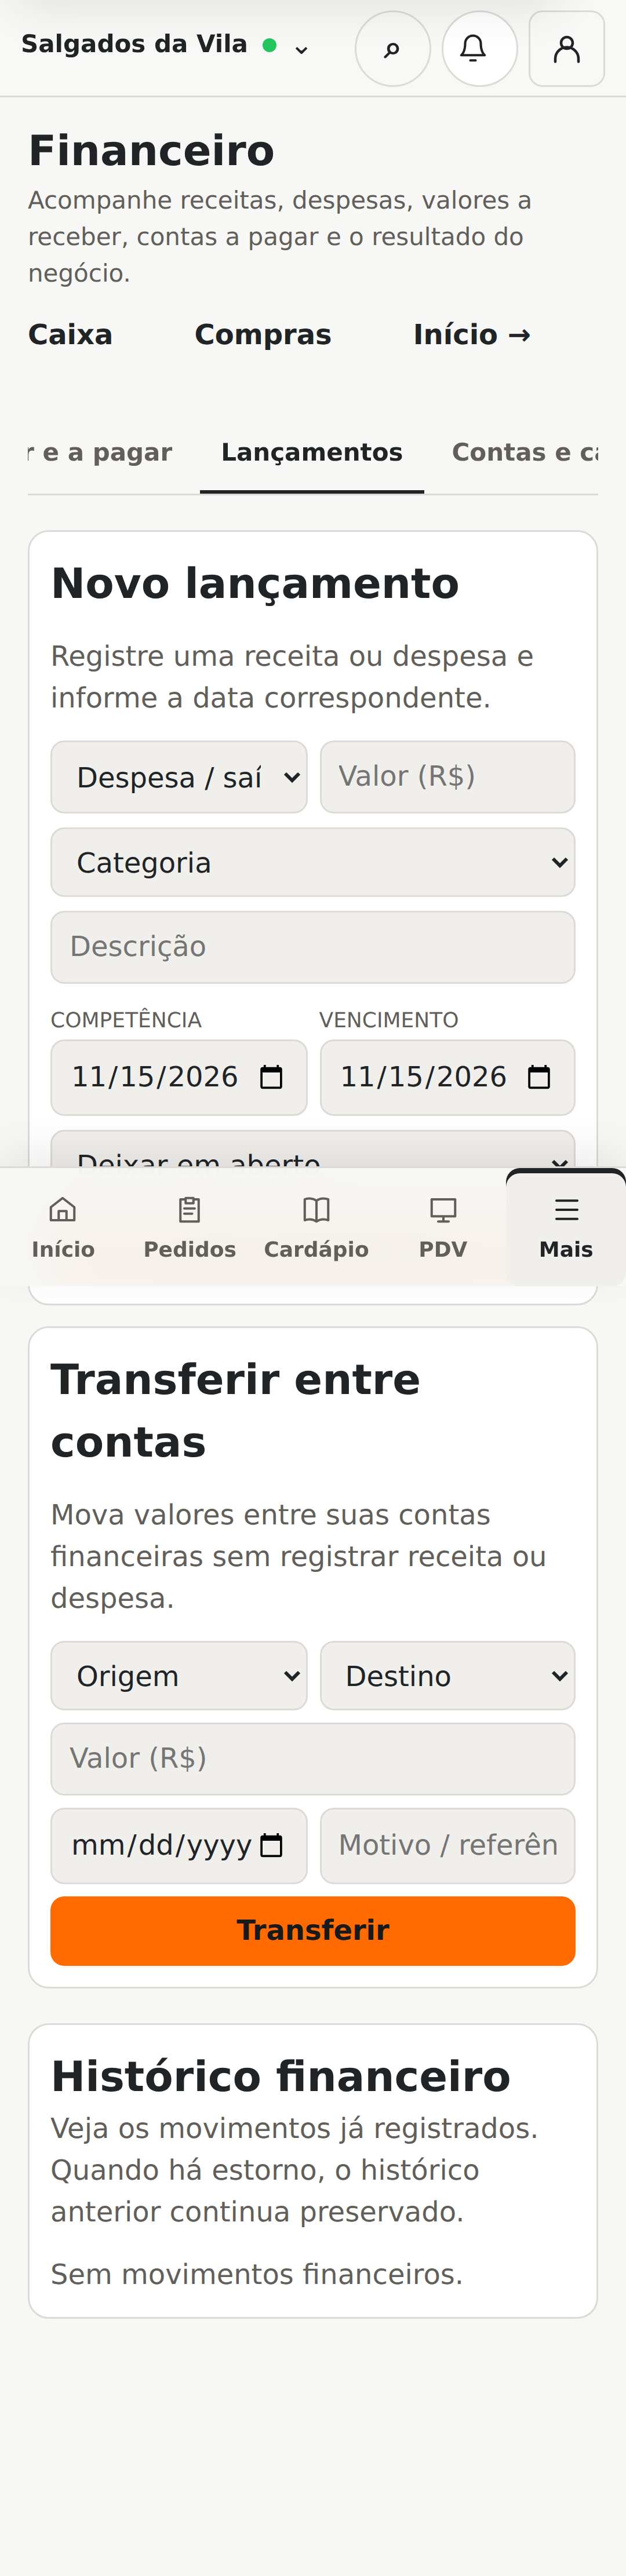 Salgados da Vila
Financeiro
Acompanhe receitas, despesas, valores a
receber, contas a pagar e o resultado do
negócio.
Caixa Compras Início →
r e a pagar Lançamentos Contas e ca
Novo lançamento
Registre uma receita ou despesa e
informe a data correspondente.
Despesa / saí Valor (R$)
Categoria
Descrição
COMPETÊNCIA VENCIMENTO
11/15/2026 11/15/2026
Deixar em aberto
Início Pedidos Cardápio PDV Mais
Transferir entre
contas
Mova valores entre suas contas
financeiras sem registrar receita ou
despesa.
Origem Destino
Valor (R$)
mm/dd/yyyy Motivo / referên
Transferir
Histórico financeiro
Veja os movimentos já registrados.
Quando há estorno, o histórico
anterior continua preservado.
Sem movimentos financeiros.